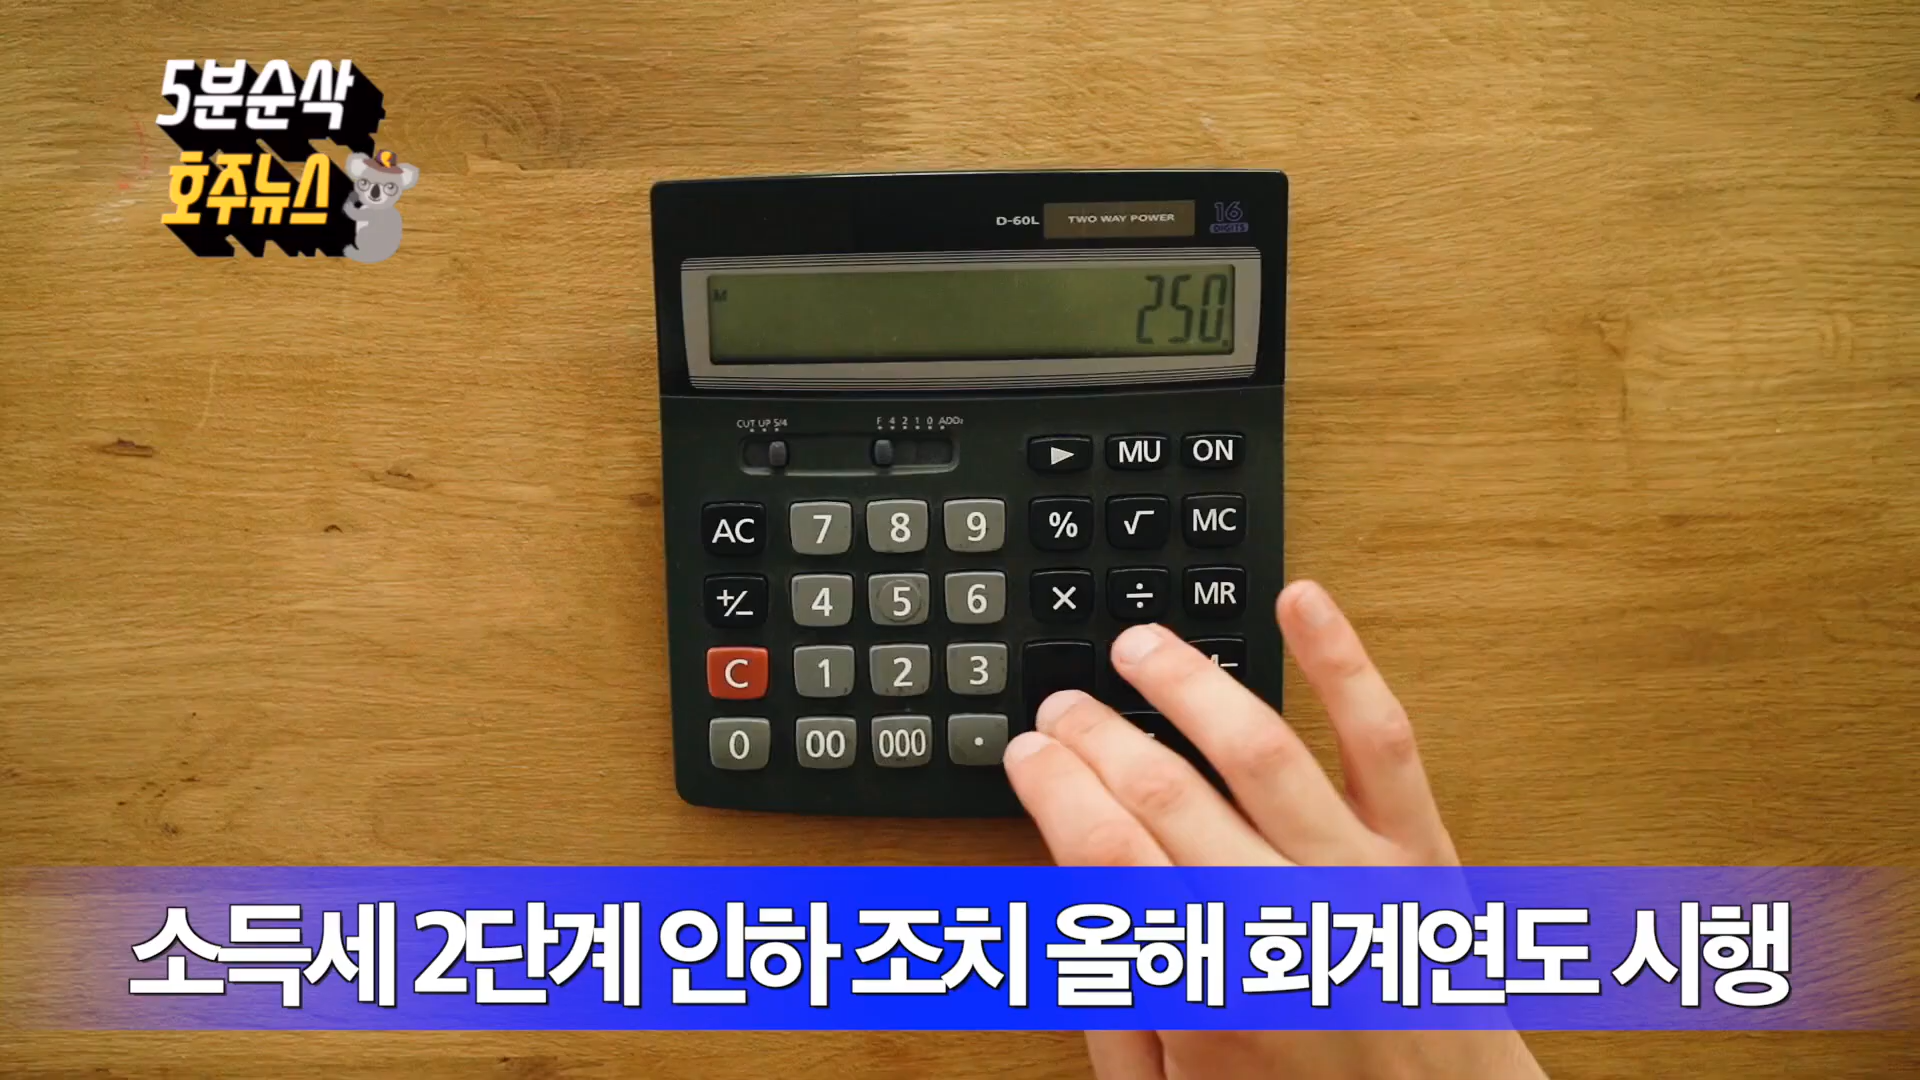 5분순삭
호주뉴스
D-60L TWO WAY POWER 16
DIGITS
M 250.
CUT UP 5/4 F 4 2 1 0 ADD2
▶ MU ON
AC 7 8 9 % √ MC
+/− 4 5 6 × ÷ MR
C 1 2 3
0 00 000 .
소득세 2단계 인하 조치 올해 회계연도 시행